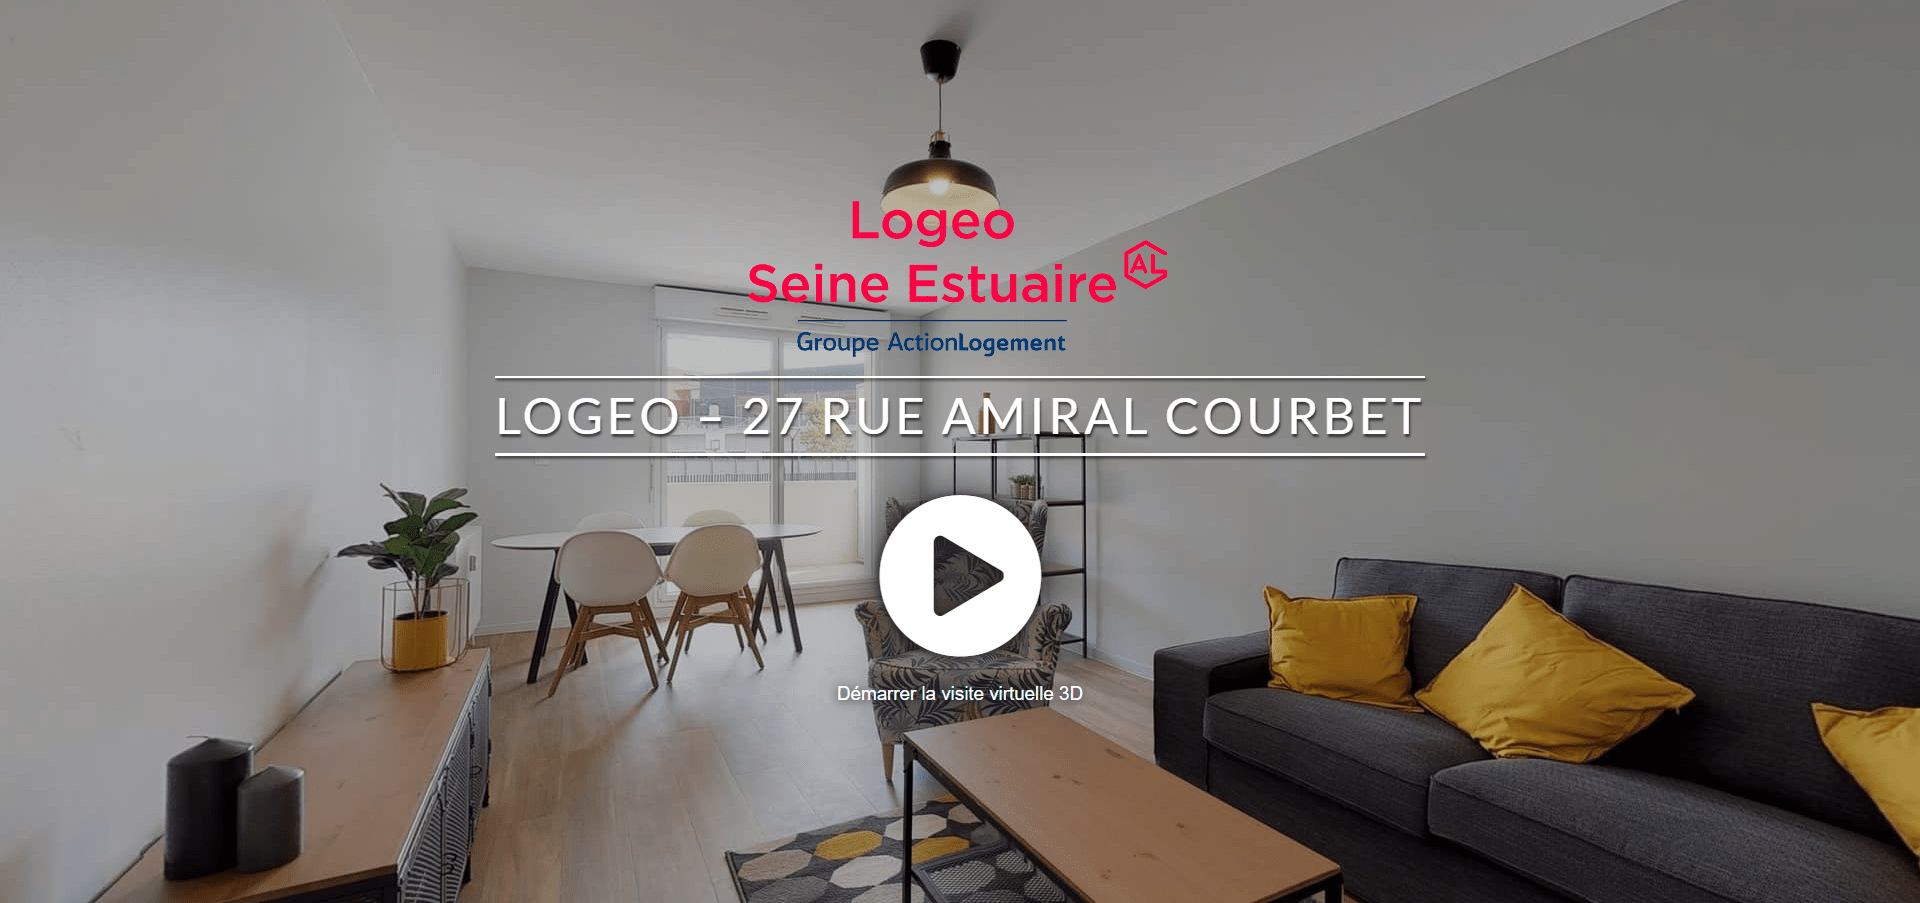 Logeo
Seine Estuaire AL
Groupe ActionLogement
LOGEO – 27 RUE AMIRAL COURBET
Démarrer la visite virtuelle 3D